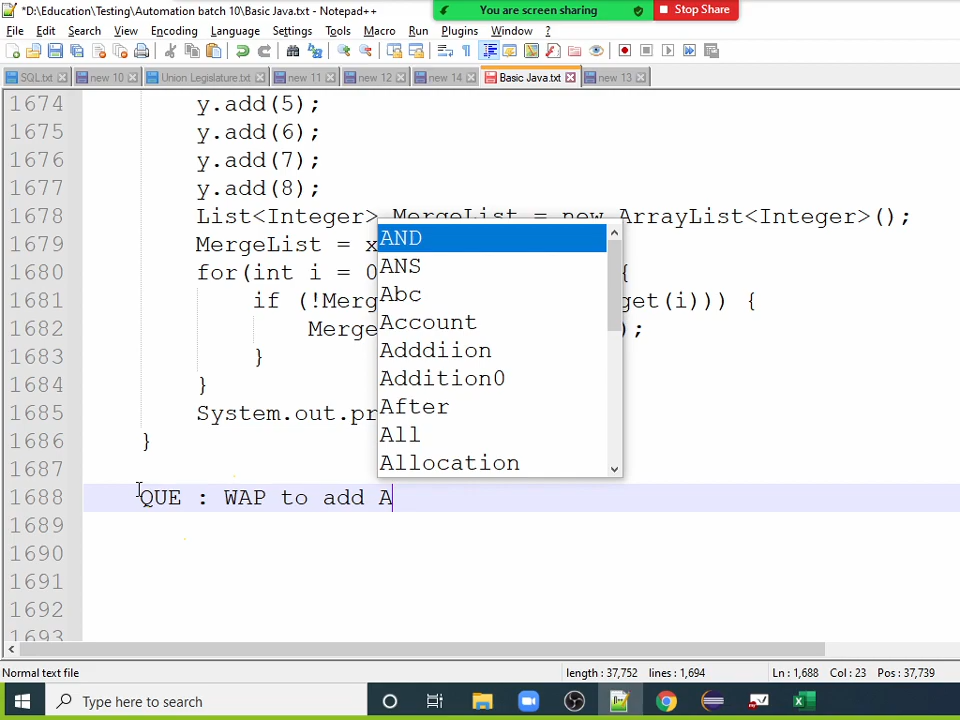 *D:\Education\Testing\Automation batch 10\Basic Java.txt - Notepad++
You are screen sharing
Stop Share
File Edit Search View Encoding Language Settings Tools Macro Run Plugins Window ?
SQL.txt new 10 Union Legislature.txt new 11 new 12 new 14 Basic Java.txt new 13
1674 y.add(5);
1675 y.add(6);
1676 y.add(7);
1677 y.add(8);
1678 List<Integer> MergeList = new ArrayList<Integer>();
1679 MergeList = x
1680 for(int i = 0 {
1681 if (!Merg get(i))) {
1682 Merge ;
1683 }
1684 }
1685 System.out.pr
1686 }
1687
1688 QUE : WAP to add A
1689
1690
1691
1692
1693
AND
ANS
Abc
Account
Adddiion
Addition0
After
All
Allocation
Normal text file length : 37,752 lines : 1,694 Ln : 1,688 Col : 23 Pos : 37,739
Type here to search